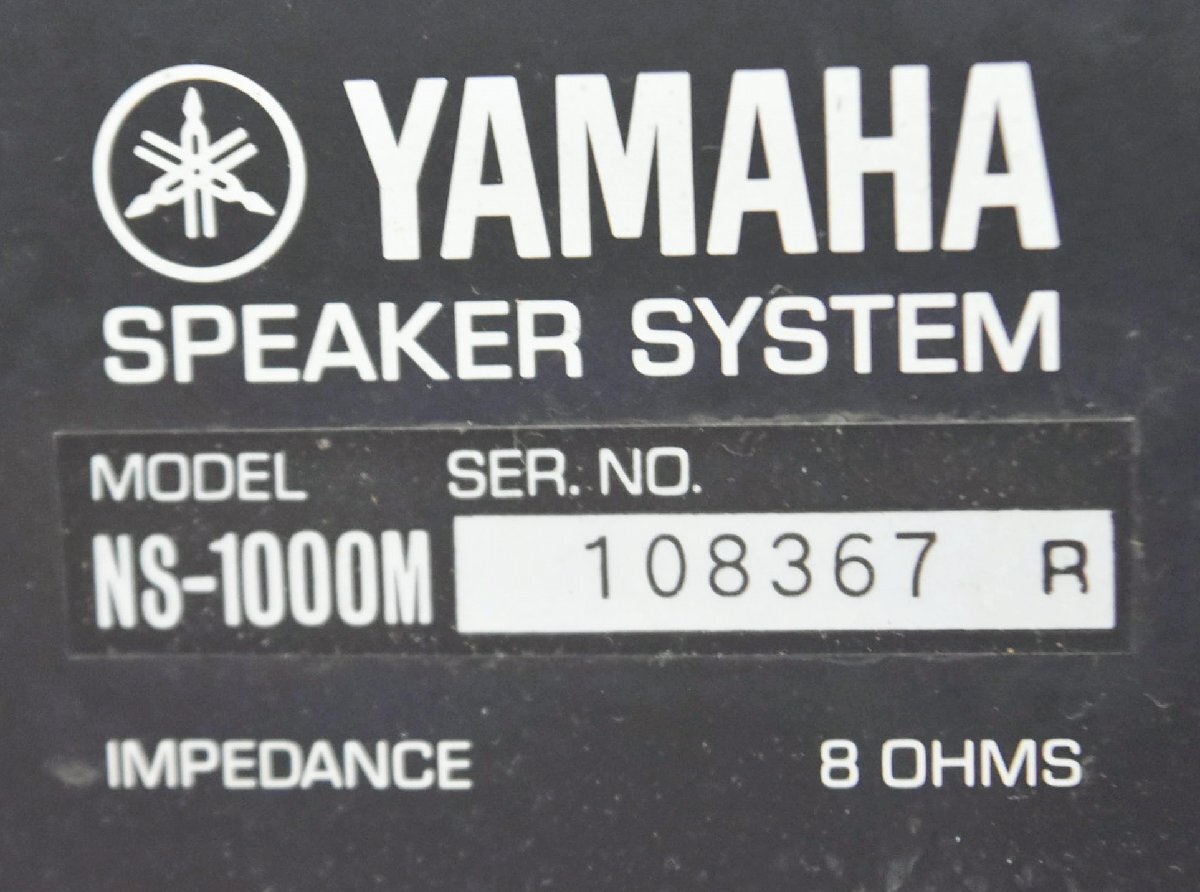 YAMAHA
SPEAKER SYSTEM
MODEL SER. NO.
NS-1000M 108367 R
IMPEDANCE 8 OHMS